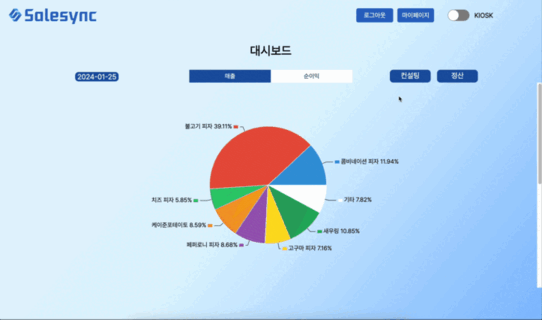 Salesync
로그아웃
마이페이지
KIOSK
대시보드
2024-01-25
매출
순이익
컨설팅
정산
불고기 피자 39.11%
콤비네이션 피자 11.94%
치즈 피자 5.85%
기타 7.82%
케이준포테이토 8.59%
새우링 10.85%
페퍼로니 피자 8.68%
고구마 피자 7.16%